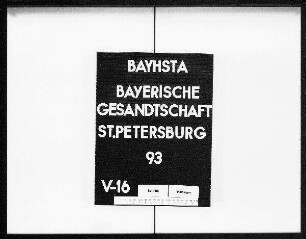 BAYHSTA
BAYERISCHE
GESANDTSCHAFT
ST.PETERSBURG
93
V-16